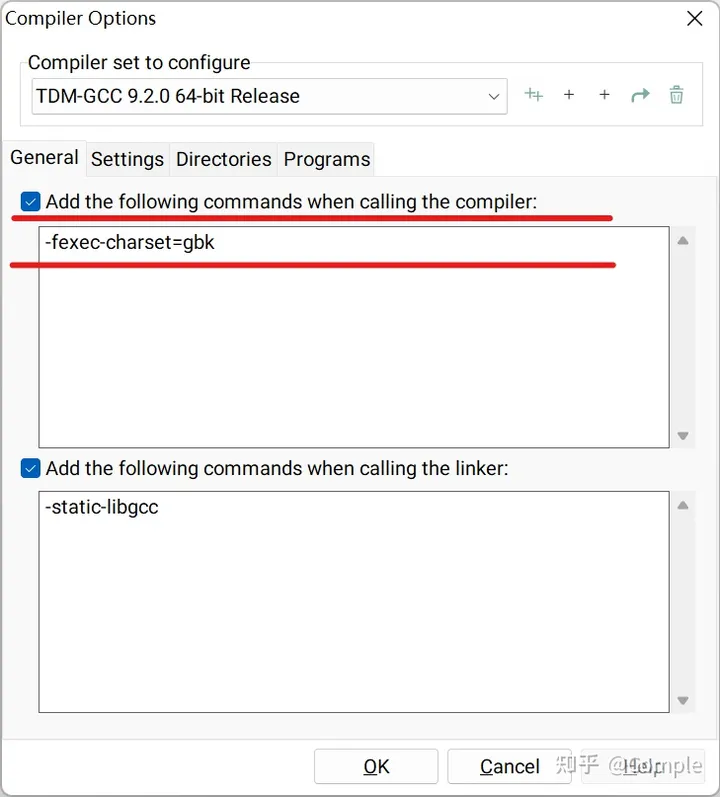 Compiler Options
Compiler set to configure
TDM-GCC 9.2.0 64-bit Release
General Settings Directories Programs
Add the following commands when calling the compiler:
-fexec-charset=gbk
Add the following commands when calling the linker:
-static-libgcc
OK Cancel Help
知乎